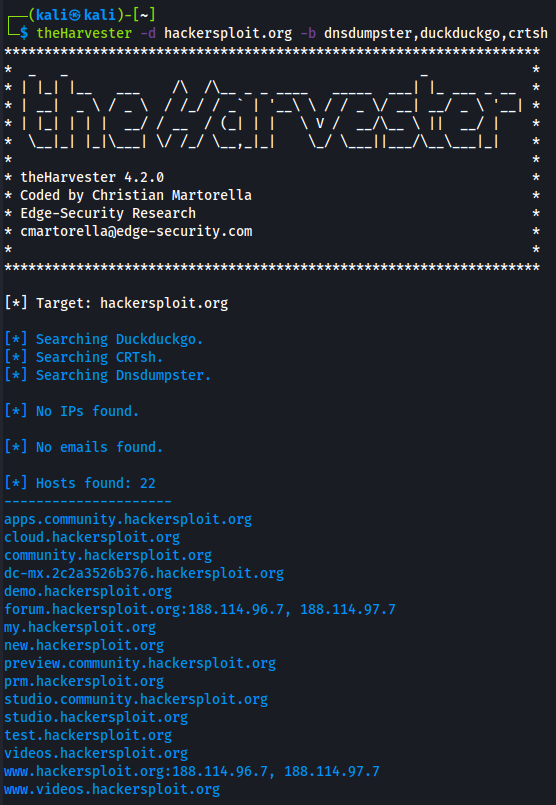 ┌──(kali㉿kali)-[~]
└─$ theHarvester -d hackersploit.org -b dnsdumpster,duckduckgo,crtsh
*******************************************************************
*  _   _                                            _             *
* | |_| |__   ___    /\  /\__ _ _ ____   _____  ___| |_ ___ _ __  *
* | __|  _ \ / _ \  / /_/ / _` | '__\ \ / / _ \/ __| __/ _ \ '__| *
* | |_| | | |  __/ / __  / (_| | |   \ V /  __/\__ \ ||  __/ |    *
*  \__|_| |_|\___| \/ /_/ \__,_|_|    \_/ \___||___/\__\___|_|    *
*                                                                 *
* theHarvester 4.2.0                                              *
* Coded by Christian Martorella                                   *
* Edge-Security Research                                          *
* cmartorella@edge-security.com                                   *
*                                                                 *
*******************************************************************
[*] Target: hackersploit.org
[*] Searching Duckduckgo.
[*] Searching CRTsh.
[*] Searching Dnsdumpster.
[*] No IPs found.
[*] No emails found.
[*] Hosts found: 22
---------------------
apps.community.hackersploit.org
cloud.hackersploit.org
community.hackersploit.org
dc-mx.2c2a3526b376.hackersploit.org
demo.hackersploit.org
forum.hackersploit.org:188.114.96.7, 188.114.97.7
my.hackersploit.org
new.hackersploit.org
preview.community.hackersploit.org
prm.hackersploit.org
studio.community.hackersploit.org
studio.hackersploit.org
test.hackersploit.org
videos.hackersploit.org
www.hackersploit.org:188.114.96.7, 188.114.97.7
www.videos.hackersploit.org